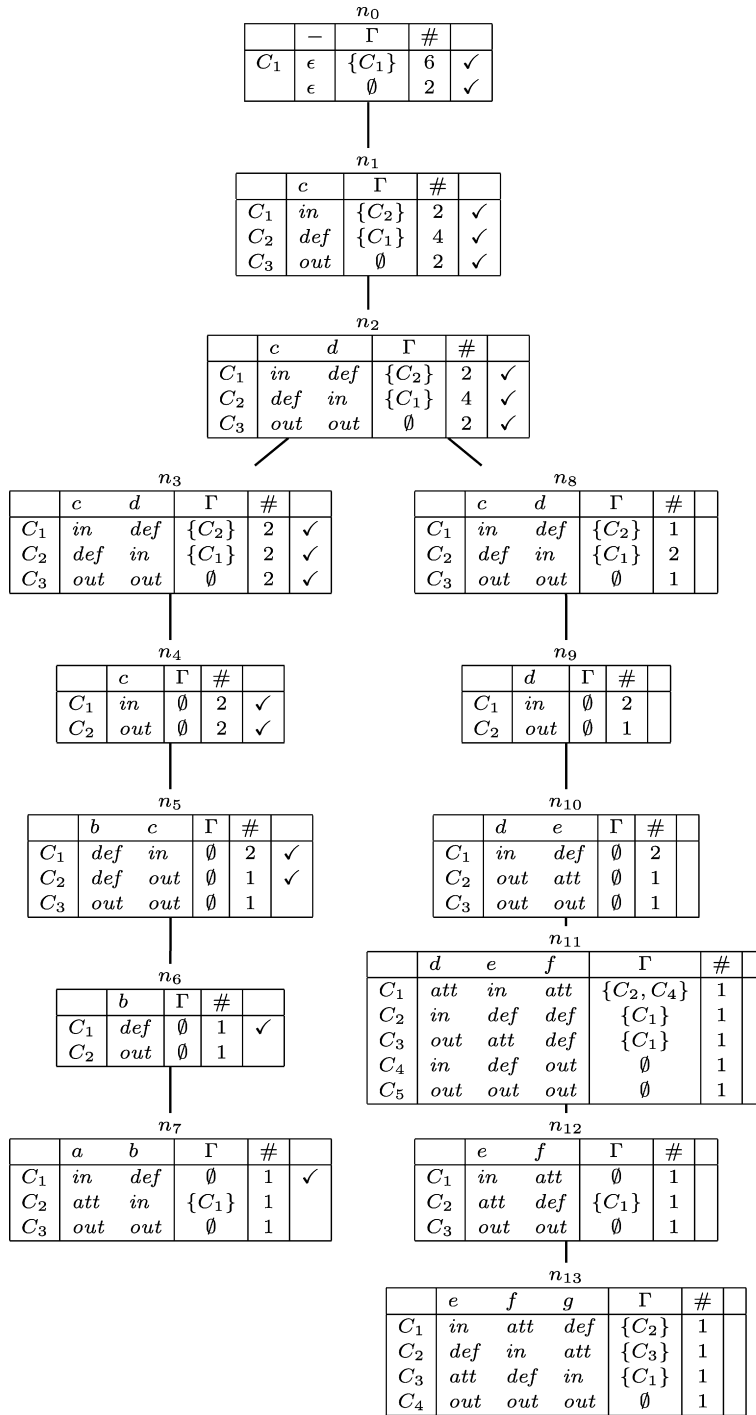 n0
− Γ #
C1 ϵ {C1} 6 ✓
ϵ ∅ 2 ✓
n1
c Γ #
C1 in {C2} 2 ✓
C2 def {C1} 4 ✓
C3 out ∅ 2 ✓
n2
c d Γ #
C1 in def {C2} 2 ✓
C2 def in {C1} 4 ✓
C3 out out ∅ 2 ✓
n3
c d Γ #
C1 in def {C2} 2 ✓
C2 def in {C1} 2 ✓
C3 out out ∅ 2 ✓
n8
c d Γ #
C1 in def {C2} 1
C2 def in {C1} 2
C3 out out ∅ 1
n4
c Γ #
C1 in ∅ 2 ✓
C2 out ∅ 2 ✓
n9
d Γ #
C1 in ∅ 2
C2 out ∅ 1
n5
b c Γ #
C1 def in ∅ 2 ✓
C2 def out ∅ 1 ✓
C3 out out ∅ 1
n10
d e Γ #
C1 in def ∅ 2
C2 out att ∅ 1
C3 out out ∅ 1
n6
b Γ #
C1 def ∅ 1 ✓
C2 out ∅ 1
n11
d e f Γ #
C1 att in att {C2, C4} 1
C2 in def def {C1} 1
C3 out att def {C1} 1
C4 in def out ∅ 1
C5 out out out ∅ 1
n7
a b Γ #
C1 in def ∅ 1 ✓
C2 att in {C1} 1
C3 out out ∅ 1
n12
e f Γ #
C1 in att ∅ 1
C2 att def {C1} 1
C3 out out ∅ 1
n13
e f g Γ #
C1 in att def {C2} 1
C2 def in att {C3} 1
C3 att def in {C1} 1
C4 out out out ∅ 1